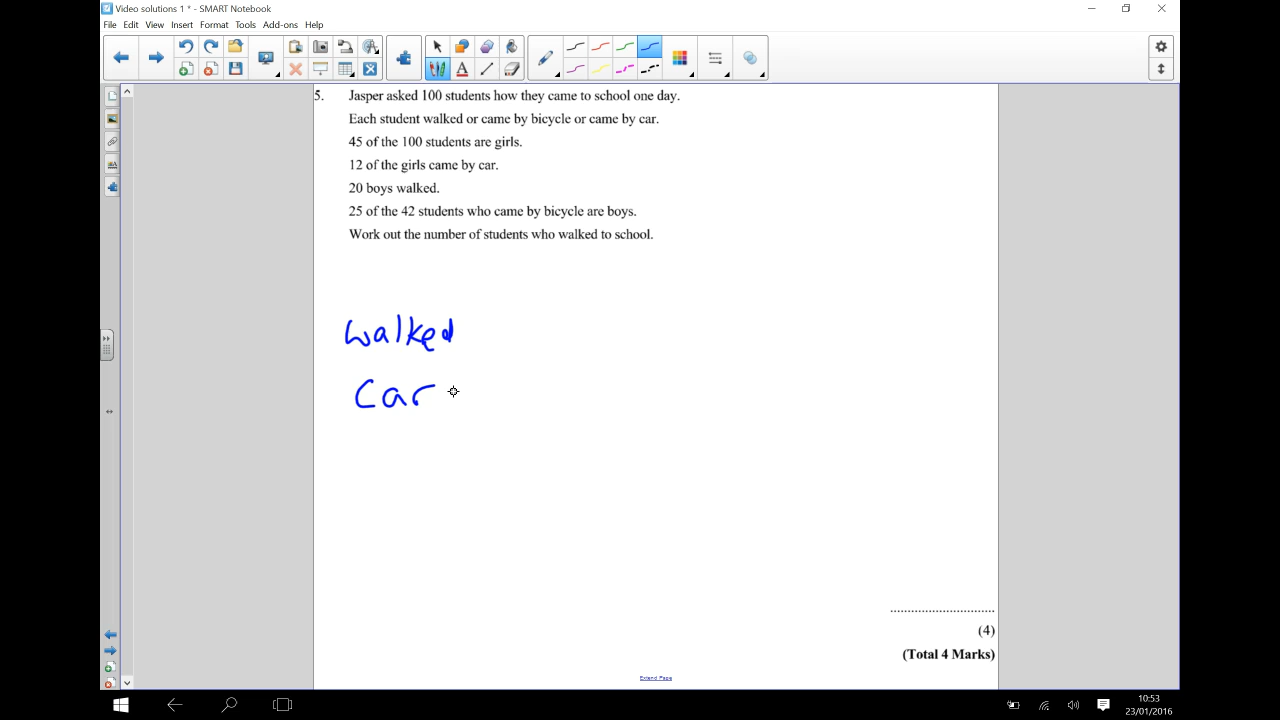 Video solutions 1 * - SMART Notebook
File Edit View Insert Format Tools Add-ons Help
5. Jasper asked 100 students how they came to school one day.
Each student walked or came by bicycle or came by car.
45 of the 100 students are girls.
12 of the girls came by car.
20 boys walked.
25 of the 42 students who came by bicycle are boys.
Work out the number of students who walked to school.
walked
Car
..............................
(4)
(Total 4 Marks)
Extend Page
10:53
23/01/2016